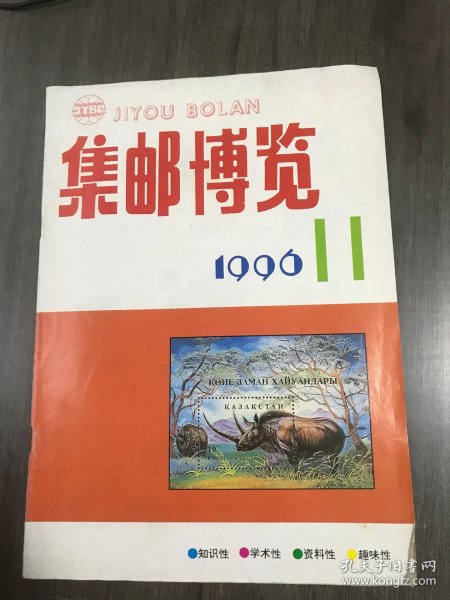 JYBL JIYOU BOLAN
集邮博览
1996 11
КӨНЕ ЗАМАН ХАЙУАНДАРЫ
ҚАЗАҚСТАН
●知识性 ●学术性 ●资料性 ●趣味性
孔夫子旧书网
www.kongfz.com